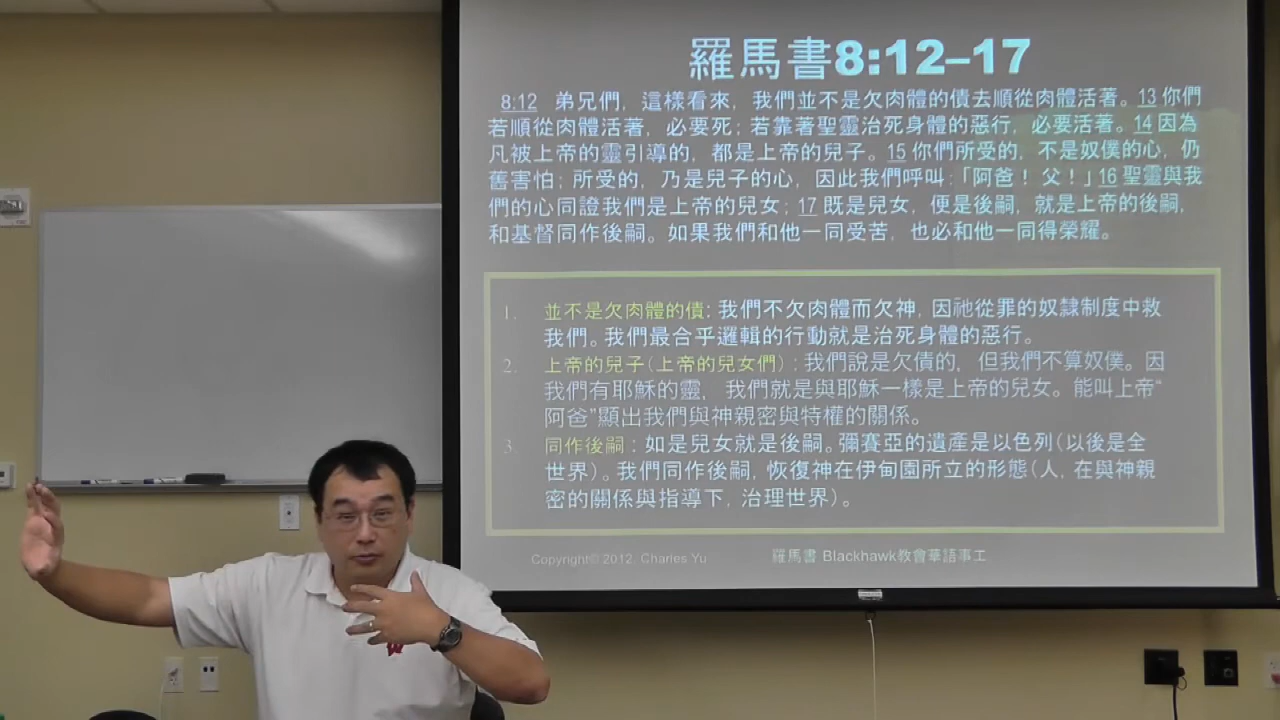 羅馬書8:12–17
8:12 弟兄們，這樣看來，我們並不是欠肉體的債去順從肉體活著。13 你們
若順從肉體活著，必要死；若靠著聖靈治死身體的惡行，必要活著。14 因為
凡被上帝的靈引導的，都是上帝的兒子。15 你們所受的，不是奴僕的心，仍
舊害怕；所受的，乃是兒子的心，因此我們呼叫：「阿爸！父！」16 聖靈與我
們的心同證我們是上帝的兒女；17 既是兒女，便是後嗣，就是上帝的後嗣，
和基督同作後嗣。如果我們和他一同受苦，也必和他一同得榮耀。
1. 並不是欠肉體的債：我們不欠肉體而欠神，因祂從罪的奴隸制度中救
我們。我們最合乎邏輯的行動就是治死身體的惡行。
2. 上帝的兒子(上帝的兒女們)：我們說是欠債的，但我們不算奴僕。因
我們有耶穌的靈，我們就是與耶穌一樣是上帝的兒女。能叫上帝“
阿爸”顯出我們與神親密與特權的關係。
3. 同作後嗣：如是兒女就是後嗣。彌賽亞的遺產是以色列(以後是全
世界)。我們同作後嗣，恢復神在伊甸園所立的形態(人，在與神親
密的關係與指導下，治理世界)。
Copyright© 2012, Charles Yu 羅馬書 Blackhawk教會華語事工
W